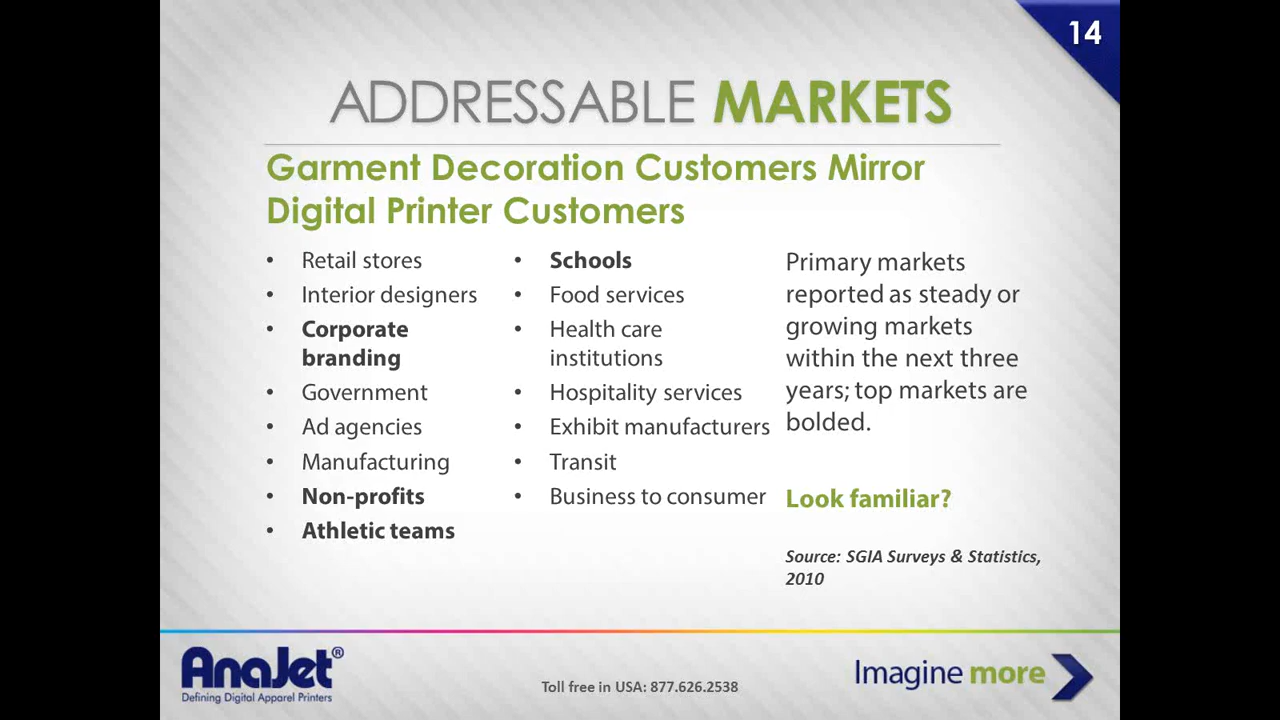 14
ADDRESSABLE MARKETS
Garment Decoration Customers Mirror
Digital Printer Customers
• Retail stores
• Interior designers
• Corporate
branding
• Government
• Ad agencies
• Manufacturing
• Non-profits
• Athletic teams
• Schools
• Food services
• Health care
institutions
• Hospitality services
• Exhibit manufacturers
• Transit
• Business to consumer
Primary markets
reported as steady or
growing markets
within the next three
years; top markets are
bolded.
Look familiar?
Source: SGIA Surveys & Statistics,
2010
AnaJet®
Defining Digital Apparel Printers
Toll free in USA: 877.626.2538
Imagine more